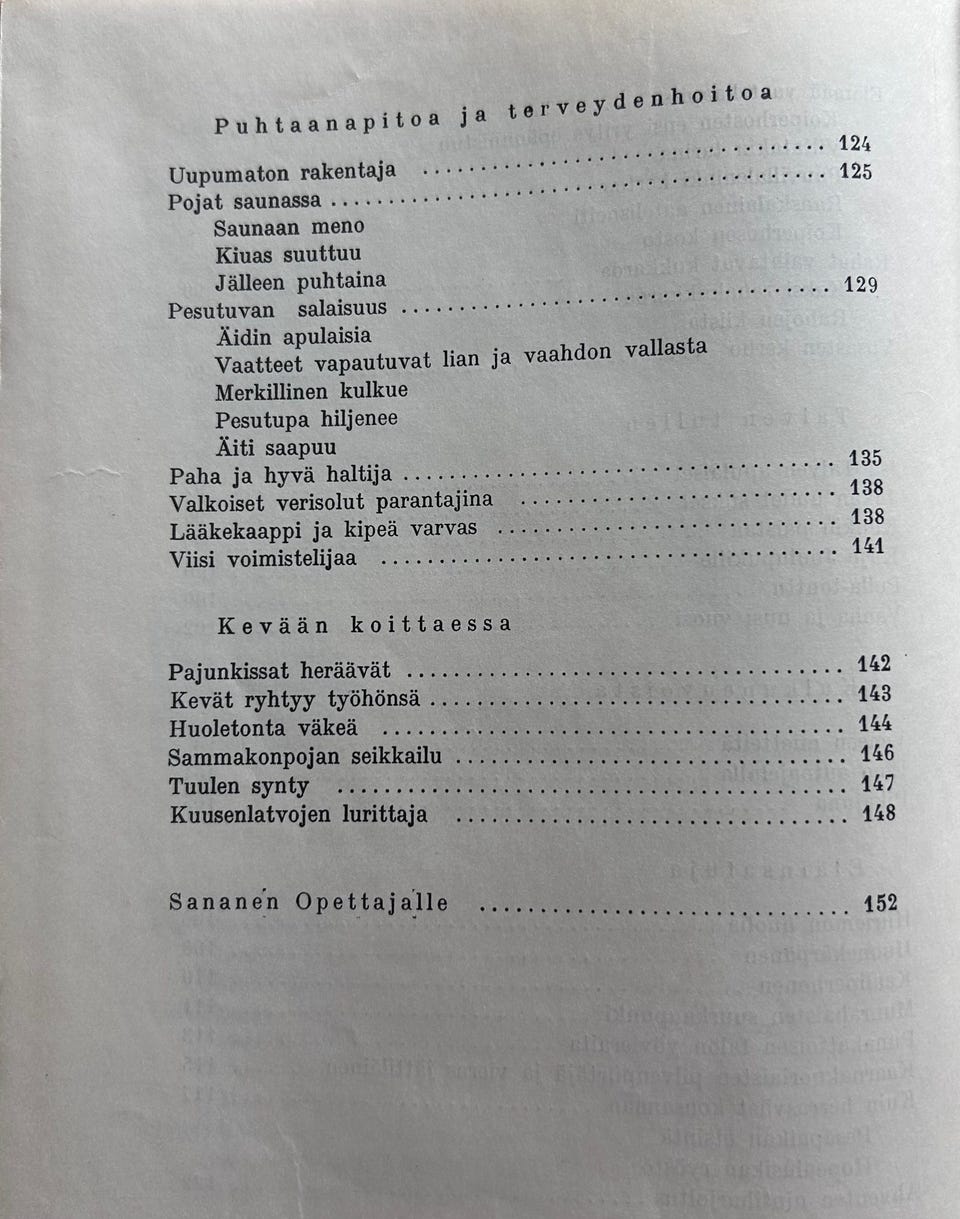 Puhtaanapitoa ja terveydenhoitoa
Uupumaton rakentaja ........................ 124
Pojat saunassa ........................ 125
Saunaan meno
Kiuas suuttuu
Jälleen puhtaina
Pesutuvan salaisuus ........................ 129
Äidin apulaisia
Vaatteet vapautuvat lian ja vaahdon vallasta
Merkillinen kulkue
Pesutupa hiljenee
Äiti saapuu
Paha ja hyvä haltija ........................ 135
Valkoiset verisolut parantajina ........................ 138
Lääkekaappi ja kipeä varvas ........................ 138
Viisi voimistelijaa ........................ 141
Kevään koittaessa
Pajunkissat heräävät ........................ 142
Kevät ryhtyy työhönsä ........................ 143
Huoletonta väkeä ........................ 144
Sammakonpojan seikkailu ........................ 146
Tuulen synty ........................ 147
Kuusenlatvojen lurittaja ........................ 148
Sananen Opettajalle ........................ 152